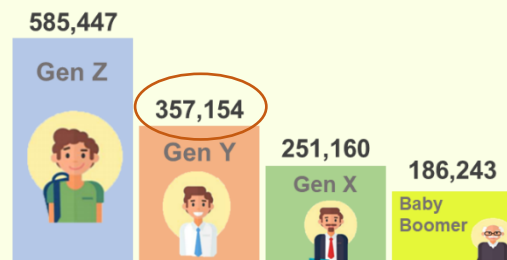 585,447
Gen Z
357,154
Gen Y
251,160
Gen X
186,243
Baby
Boomer